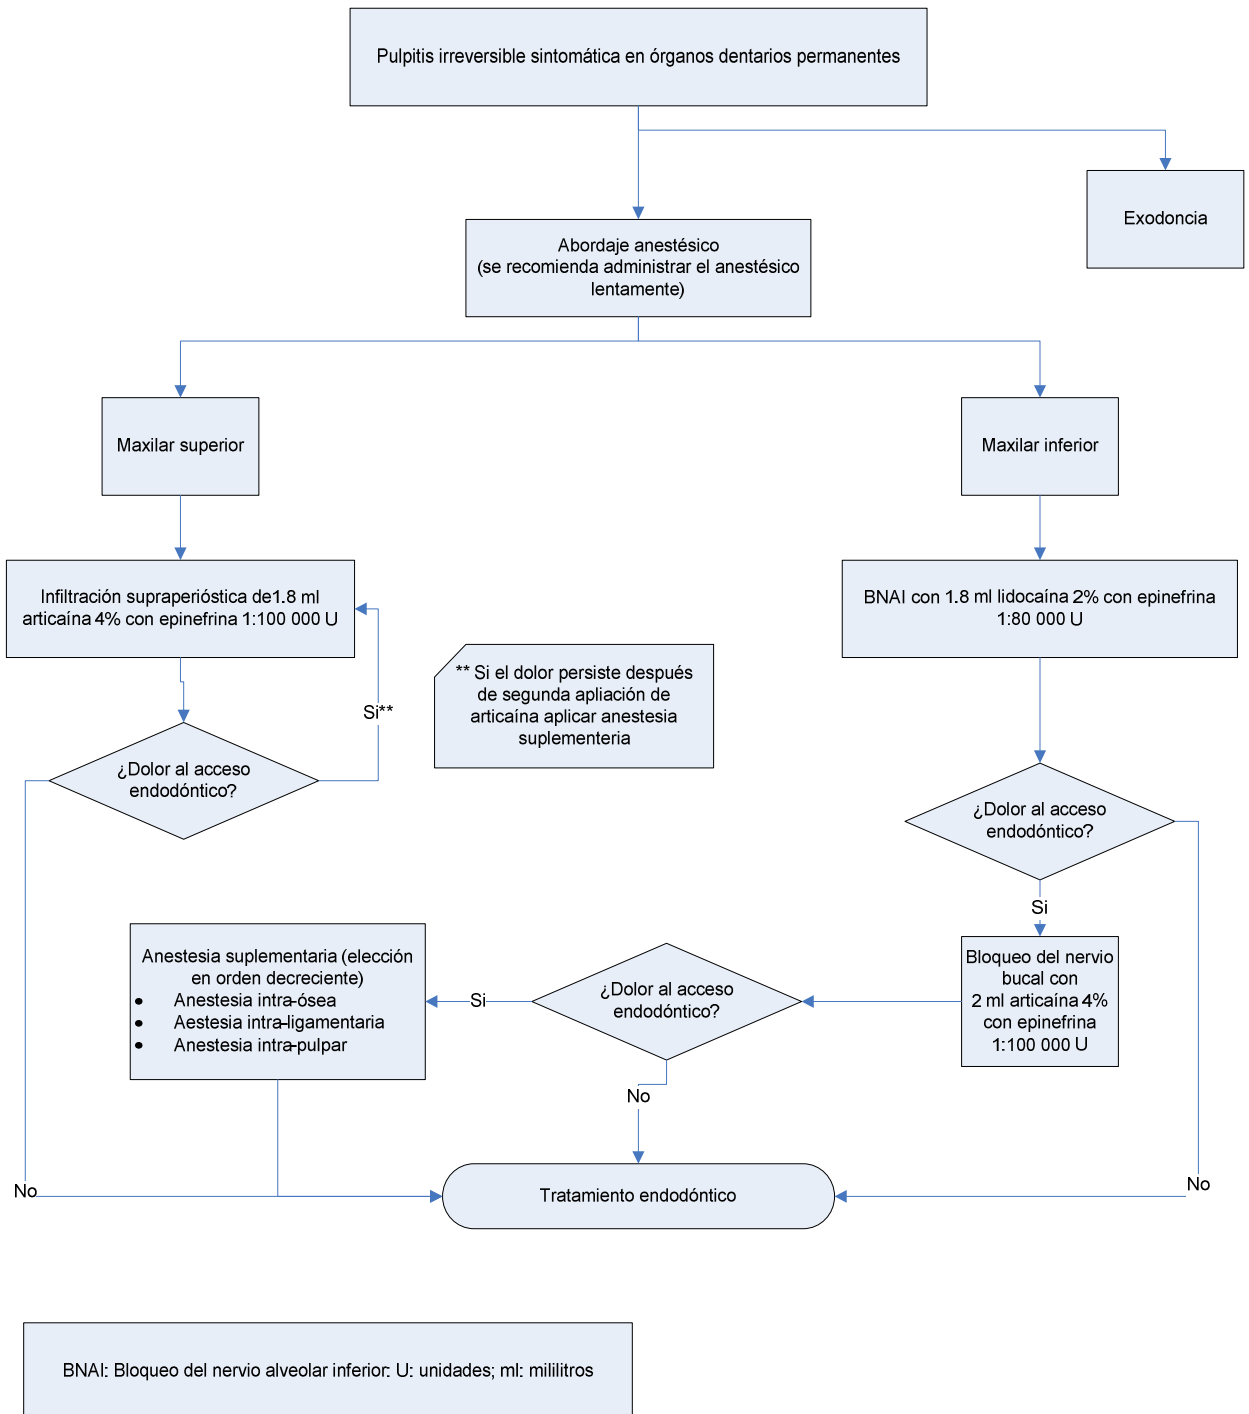 Pulpitis irreversible sintomática en órganos dentarios permanentes
Exodoncia
Abordaje anestésico
(se recomienda administrar el anestésico
lentamente)
Maxilar superior
Maxilar inferior
Infiltración supraperióstica de1.8 ml
articaína 4% con epinefrina 1:100 000 U
BNAI con 1.8 ml lidocaína 2% con epinefrina
1:80 000 U
** Si el dolor persiste después
de segunda apliación de
articaína aplicar anestesia
suplementeria
Si**
¿Dolor al acceso
endodóntico?
¿Dolor al acceso
endodóntico?
Si
Anestesia suplementaria (elección
en orden decreciente)
• Anestesia intra-ósea
• Aestesia intra-ligamentaria
• Anestesia intra-pulpar
Si
¿Dolor al acceso
endodóntico?
Bloqueo del nervio
bucal con
2 ml articaína 4%
con epinefrina
1:100 000 U
No
No
Tratamiento endodóntico
No
BNAI: Bloqueo del nervio alveolar inferior: U: unidades; ml: mililitros